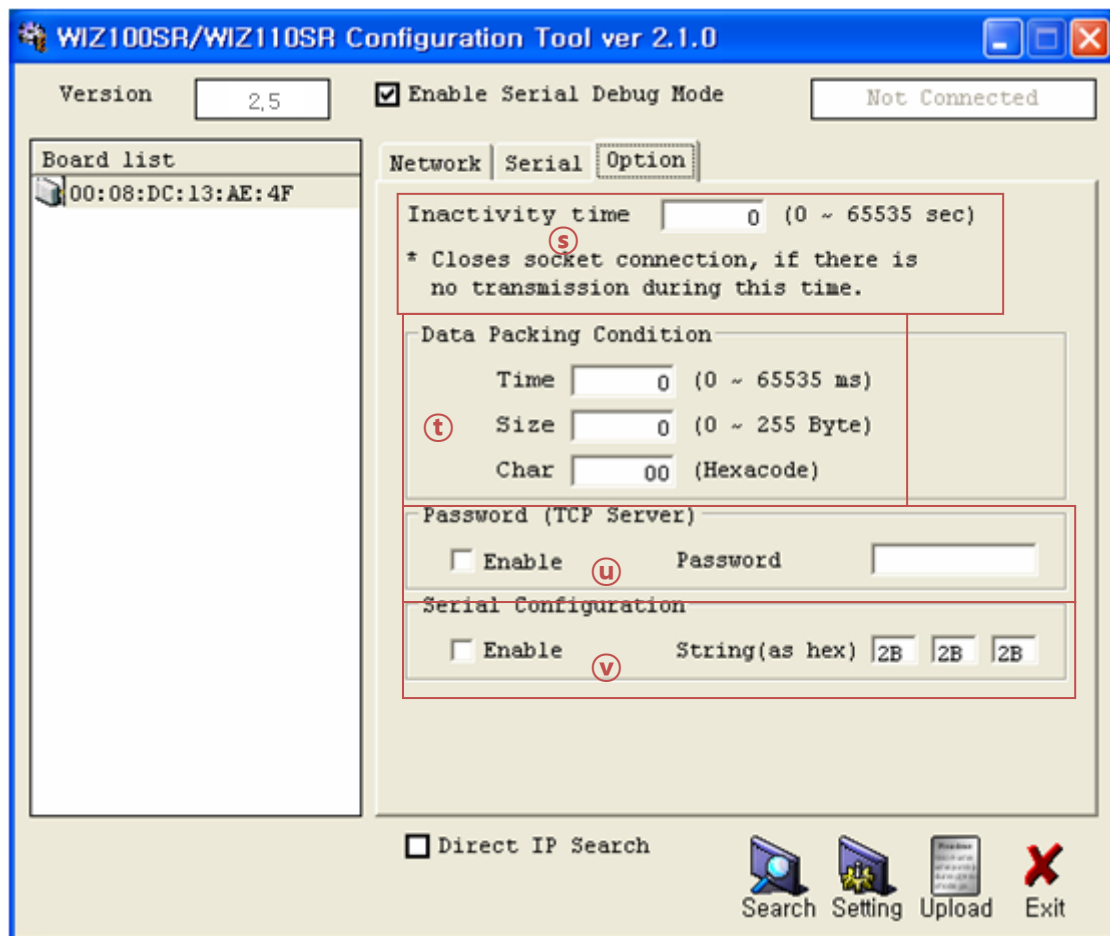 WIZ100SR/WIZ110SR Configuration Tool ver 2.1.0
Version 2.5 Enable Serial Debug Mode Not Connected
Board list
00:08:DC:13:AE:4F
Network Serial Option
Inactivity time 0 (0 ~ 65535 sec)
ⓢ
* Closes socket connection, if there is
no transmission during this time.
Data Packing Condition
Time 0 (0 ~ 65535 ms)
ⓣ
Size 0 (0 ~ 255 Byte)
Char 00 (Hexacode)
Password (TCP Server)
Enable ⓤ Password
Serial Configuration
Enable String(as hex) 2B 2B 2B
ⓥ
Direct IP Search
Search Setting Upload Exit